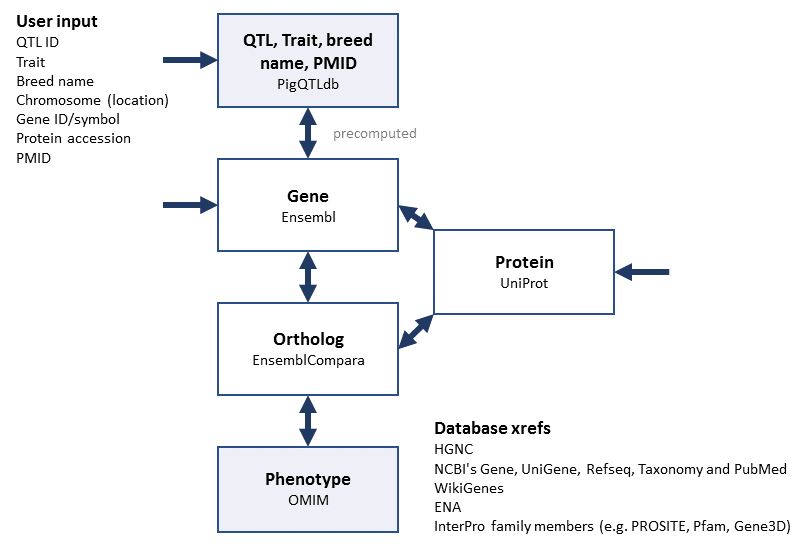 User input
QTL ID
Trait
Breed name
Chromosome (location)
Gene ID/symbol
Protein accession
PMID
QTL, Trait, breed
name, PMID
PigQTLdb
precomputed
Gene
Ensembl
Protein
UniProt
Ortholog
EnsemblCompara
Phenotype
OMIM
Database xrefs
HGNC
NCBI's Gene, UniGene, Refseq, Taxonomy and PubMed
WikiGenes
ENA
InterPro family members (e.g. PROSITE, Pfam, Gene3D)